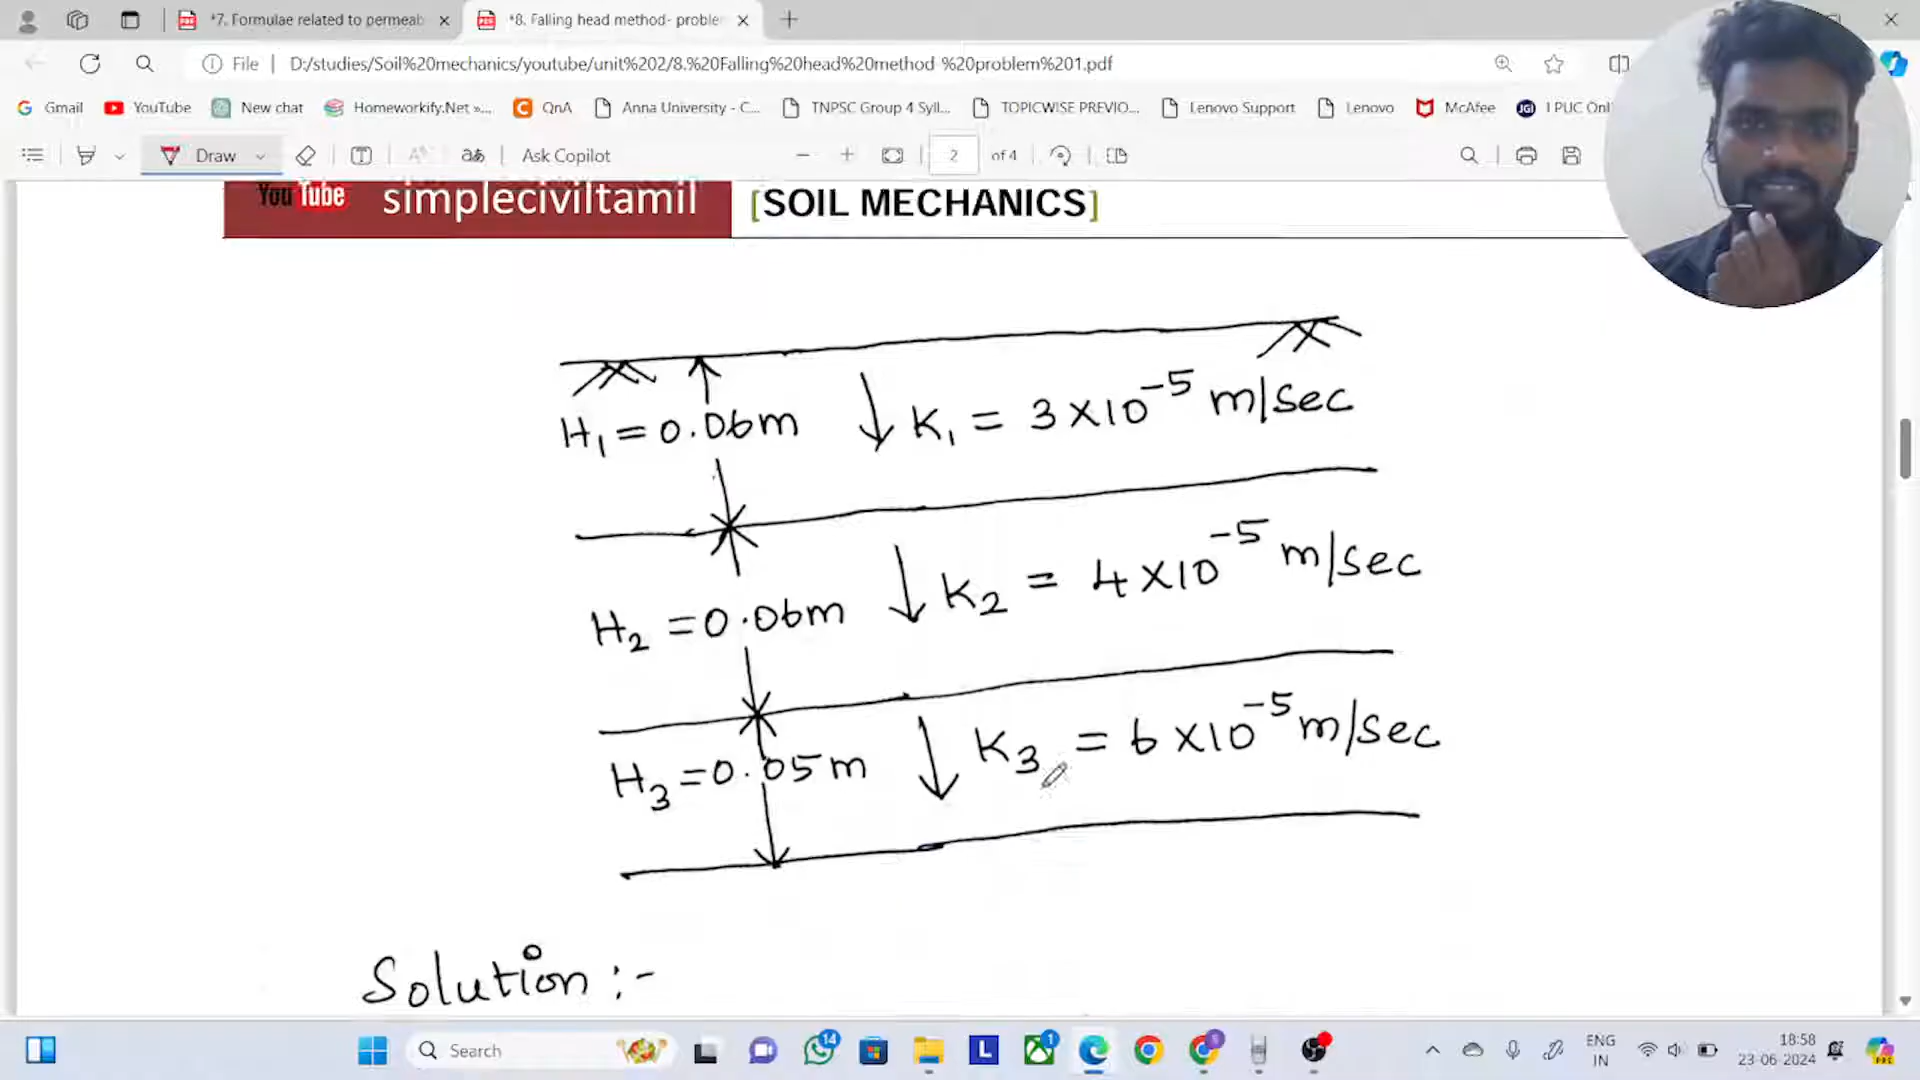 *7. Formulae related to permeab
*8. Falling head method- proble
File
D:/studies/Soil%20mechanics/youtube/unit%202/8.%20Falling%20head%20method %20problem%201.pdf
Gmail
YouTube
New chat
Homeworkify.Net »...
QnA
Anna University - C...
TNPSC Group 4 Syll...
TOPICWISE PREVIO...
Lenovo Support
Lenovo
McAfee
I PUC Onl
Draw
Ask Copilot
2 of 4
YouTube simpleciviltamil [SOIL MECHANICS]
H₁ = 0.06m ↓ K₁ = 3×10⁻⁵ m/sec
H₂ = 0.06m ↓ K₂ = 4×10⁻⁵ m/sec
H₃ = 0.05m ↓ K₃ = 6×10⁻⁵ m/sec
Solution :-
Search
14
1
ENG
IN
18:58
23-06-2024